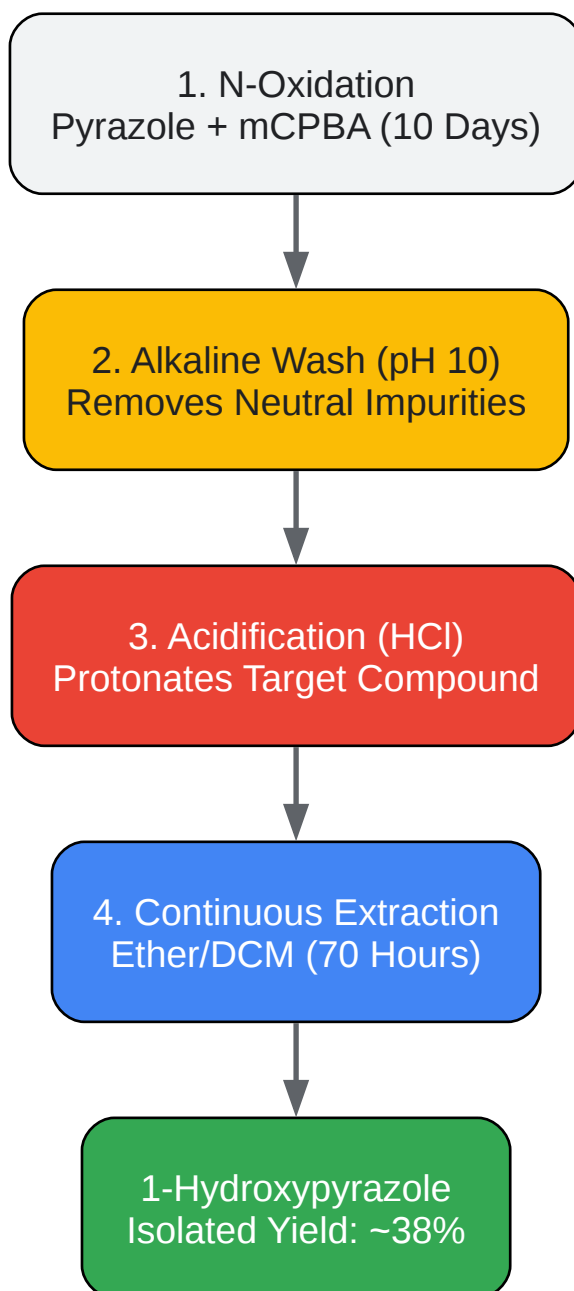 1. N-Oxidation
Pyrazole + mCPBA (10 Days)
2. Alkaline Wash (pH 10)
Removes Neutral Impurities
3. Acidification (HCl)
Protonates Target Compound
4. Continuous Extraction
Ether/DCM (70 Hours)
1-Hydroxypyrazole
Isolated Yield: ~38%